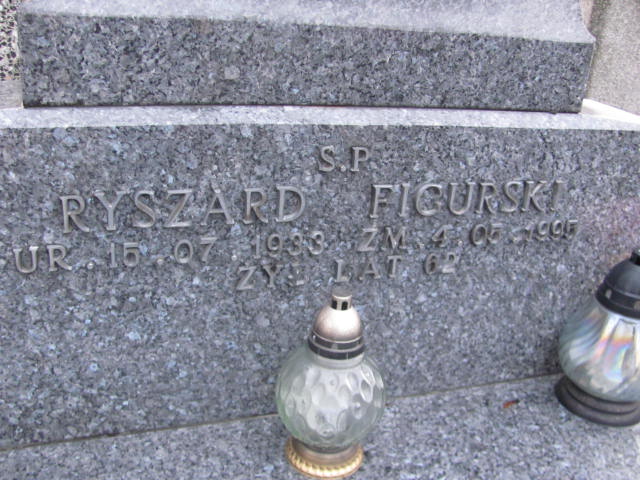 S.P.
RYSZARD FIGURSKI
UR. 15.07.1933 ZM. 4.05.1995
ŻYŁ LAT 62